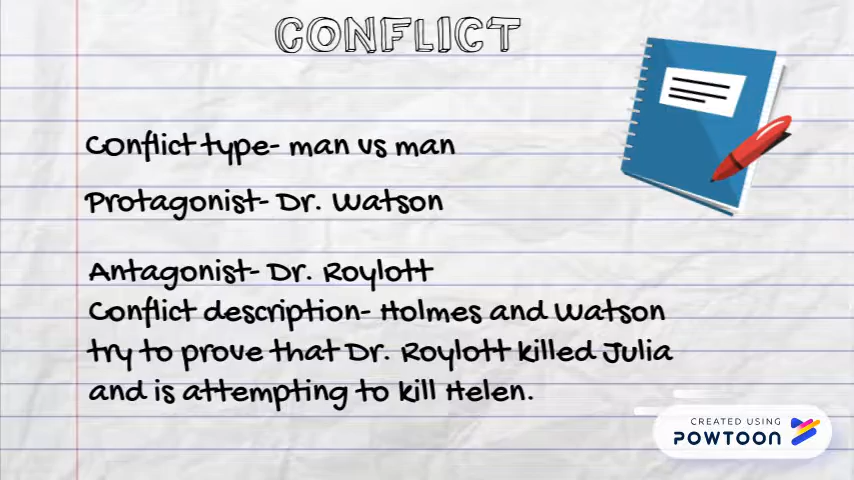 CONFLICT
Conflict type- man vs man
Protagonist- Dr. Watson
Antagonist- Dr. Roylott
Conflict description- Holmes and Watson
try to prove that Dr. Roylott killed Julia
and is attempting to kill Helen.
CREATED USING
POWTOON